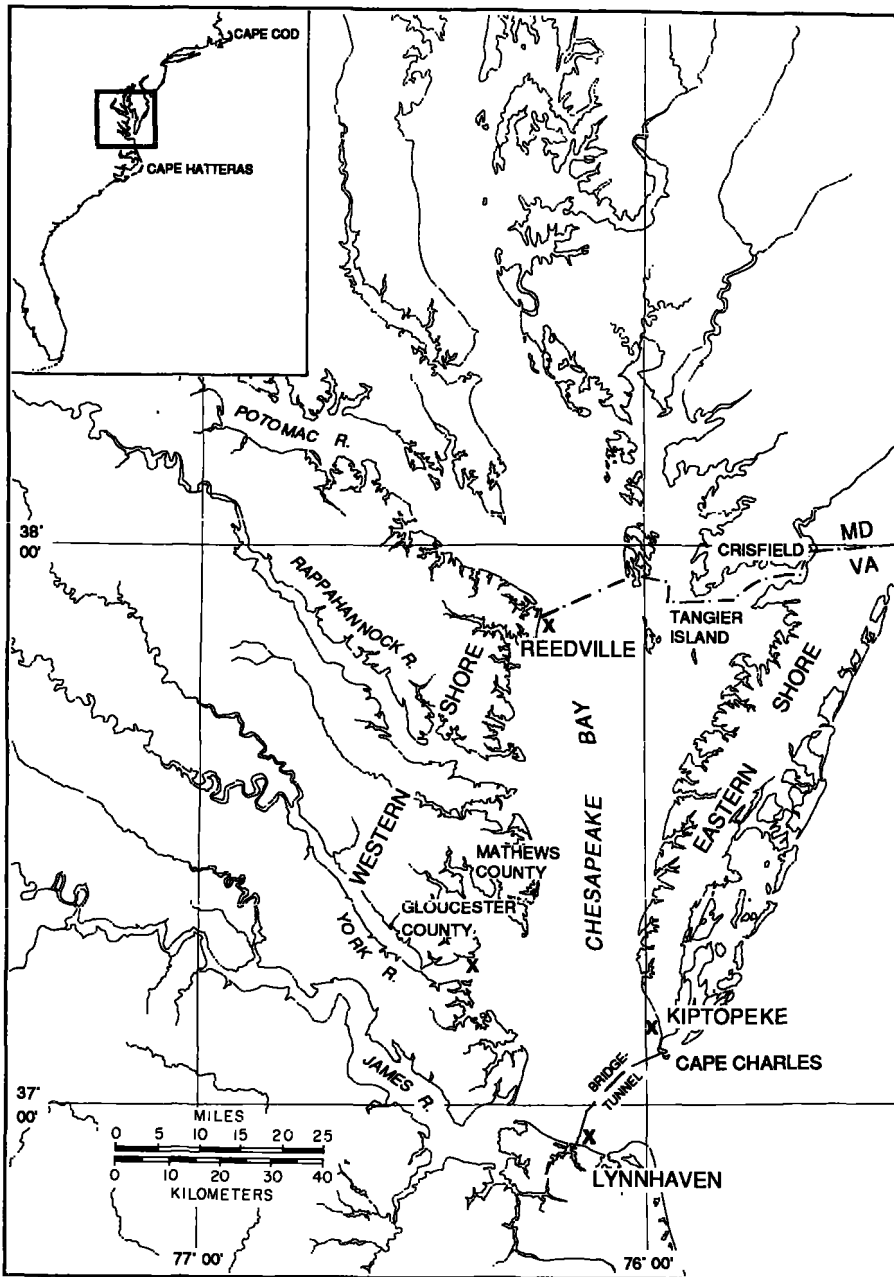 CAPE COD
CAPE HATTERAS
POTOMAC R.
38°
00'
CRISFIELD
MD
VA
RAPPAHANNOCK R.
TANGIER
ISLAND
X
REEDVILLE
SHORE
SHORE
BAY
EASTERN
WESTERN
CHESAPEAKE
MATHEWS
COUNTY
GLOUCESTER
COUNTY
YORK R.
X
X
KIPTOPEKE
CAPE CHARLES
BRIDGE-
TUNNEL
JAMES R.
37°
00'
MILES
0 5 10 15 20 25
0 10 20 30 40
KILOMETERS
X
LYNNHAVEN
77° 00'
76° 00'